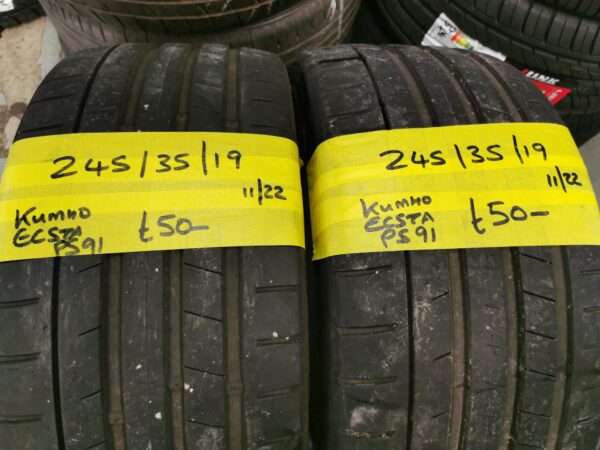 245/35/19
11/22
KUMHO
ECSTA
PS91
£50-
245/35/19
11/22
KUMHO
ECSTA
PS91
£50-